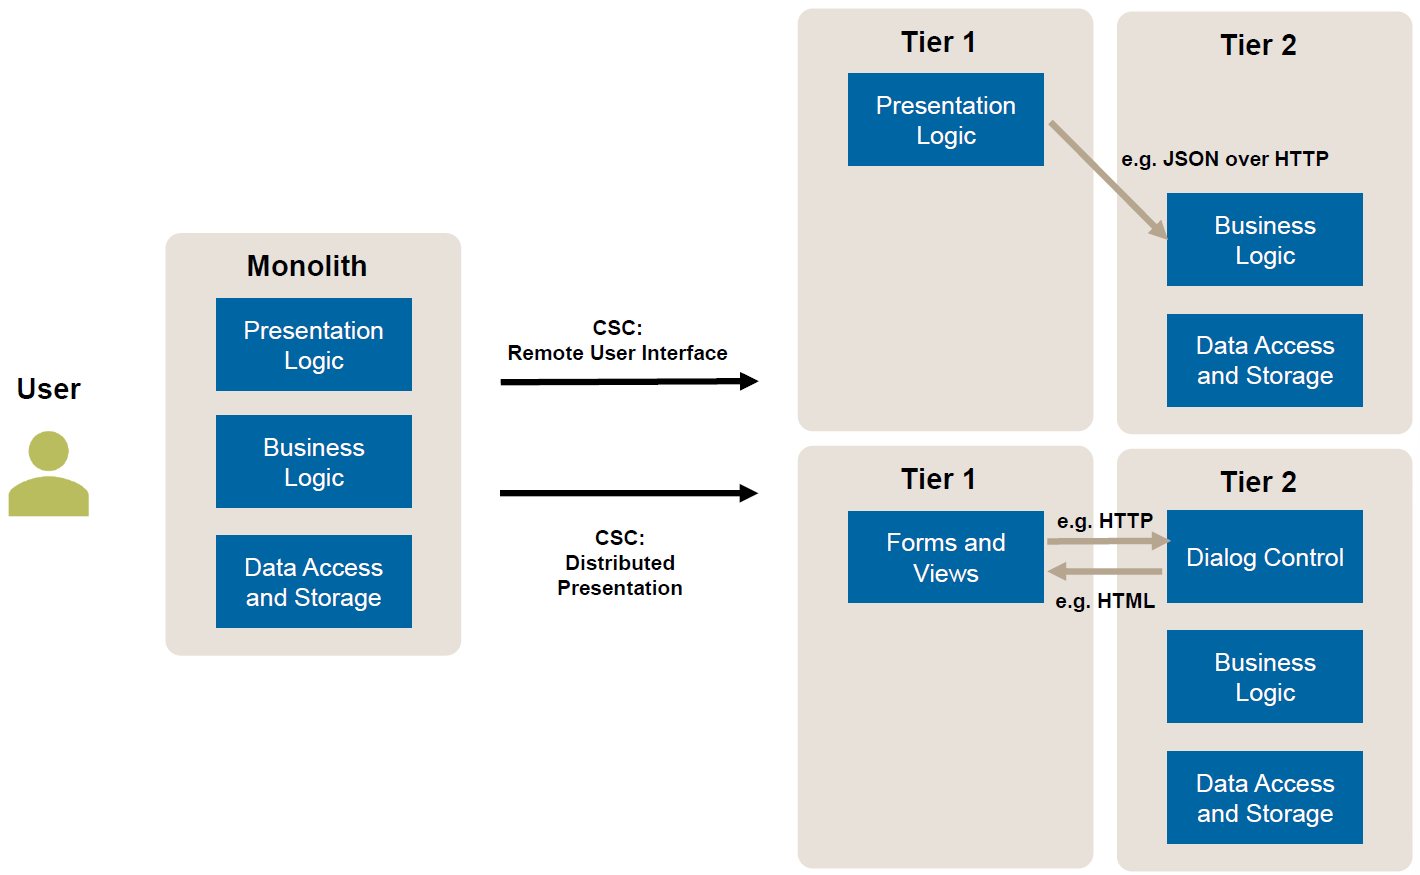 User
Monolith
Presentation
Logic
Business
Logic
Data Access
and Storage
CSC:
Remote User Interface
CSC:
Distributed
Presentation
Tier 1
Presentation
Logic
Tier 2
e.g. JSON over HTTP
Business
Logic
Data Access
and Storage
Tier 1
Forms and
Views
e.g. HTTP
e.g. HTML
Tier 2
Dialog Control
Business
Logic
Data Access
and Storage